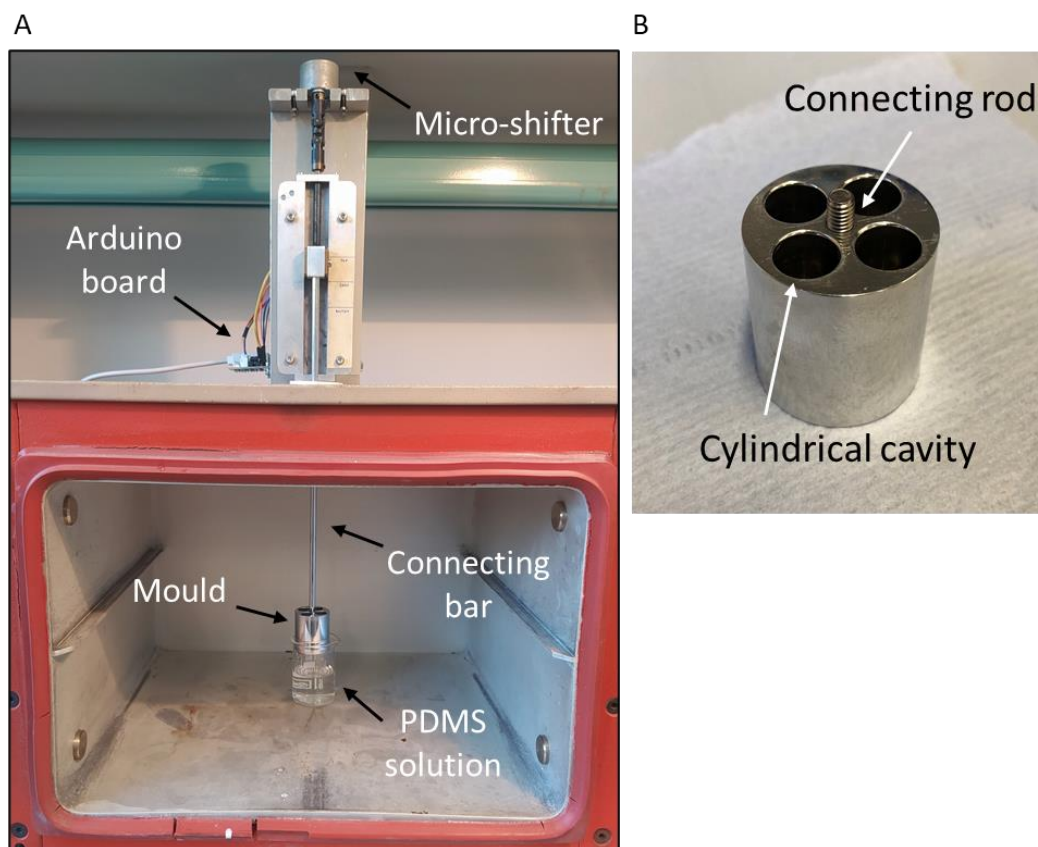 A
B
Micro-shifter
Connecting rod
Arduino
board
Cylindrical cavity
Connecting
bar
Mould
PDMS
solution